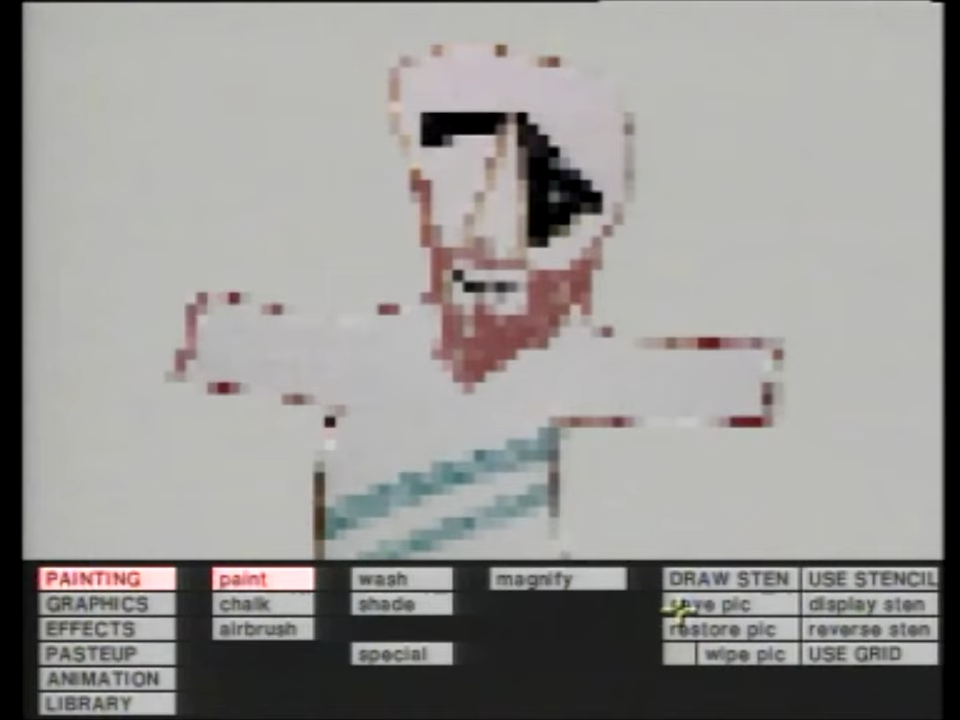 PAINTING paint wash magnify DRAW STEN USE STENCIL
GRAPHICS chalk shade save pic display sten
EFFECTS airbrush restore pic reverse sten
PASTEUP special wipe pic USE GRID
ANIMATION
LIBRARY